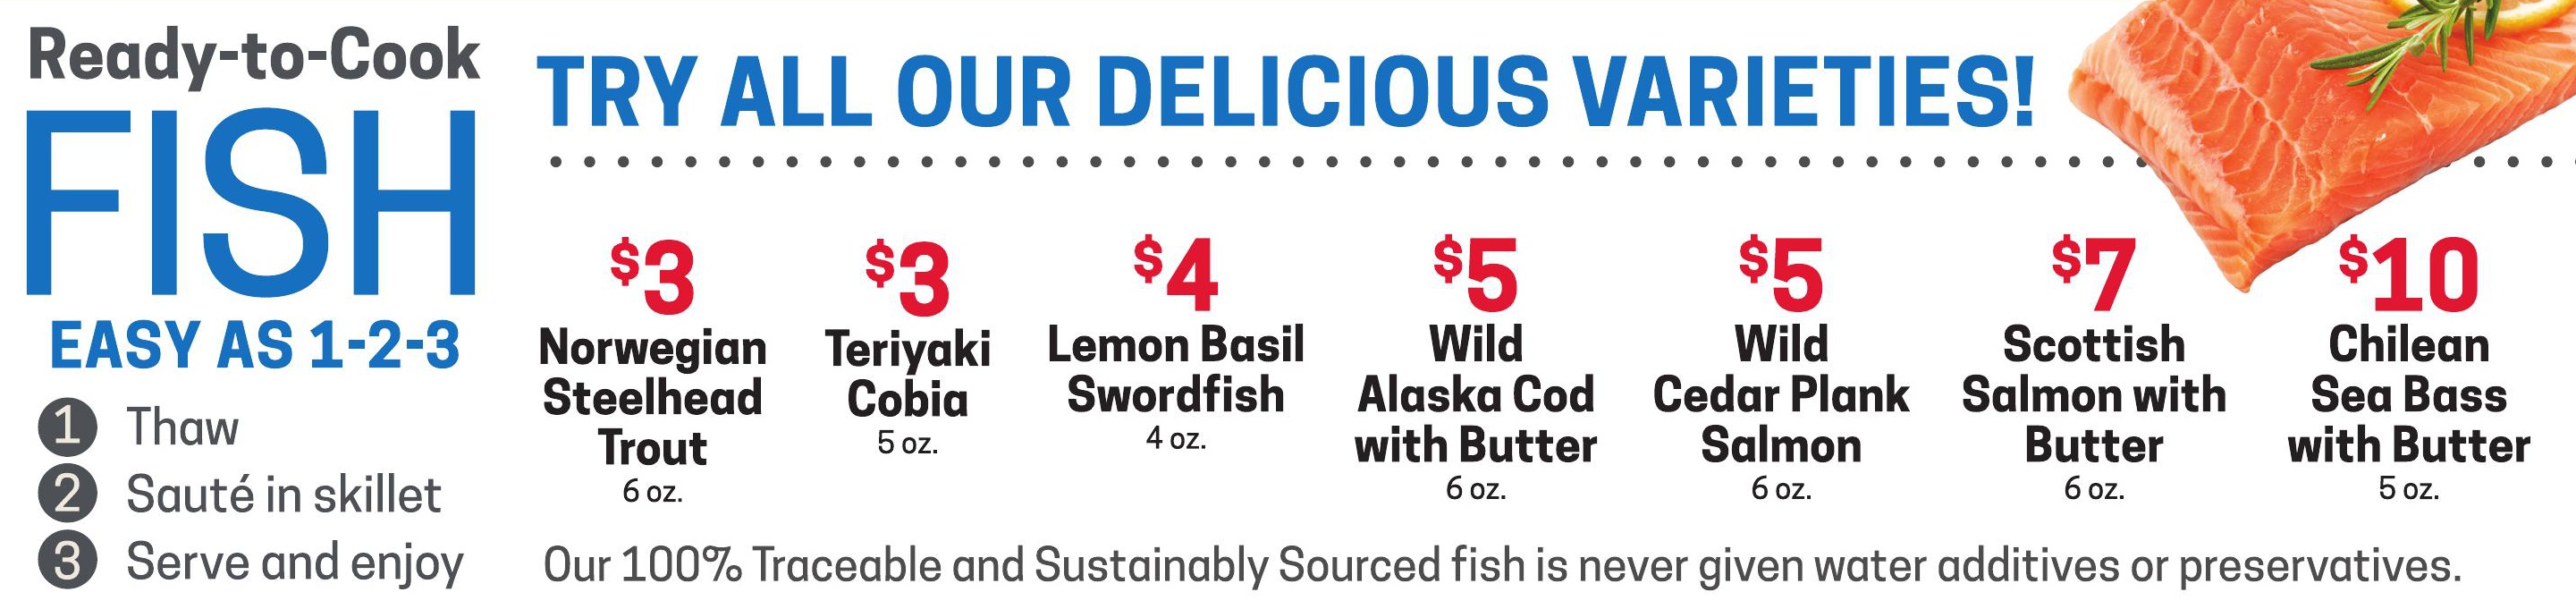 Ready-to-Cook
FISH
EASY AS 1-2-3
1 Thaw
2 Sauté in skillet
3 Serve and enjoy
TRY ALL OUR DELICIOUS VARIETIES!
$3
Norwegian
Steelhead
Trout
6 oz.
$3
Teriyaki
Cobia
5 oz.
$4
Lemon Basil
Swordfish
4 oz.
$5
Wild
Alaska Cod
with Butter
6 oz.
$5
Wild
Cedar Plank
Salmon
6 oz.
$7
Scottish
Salmon with
Butter
6 oz.
$10
Chilean
Sea Bass
with Butter
5 oz.
Our 100% Traceable and Sustainably Sourced fish is never given water additives or preservatives.